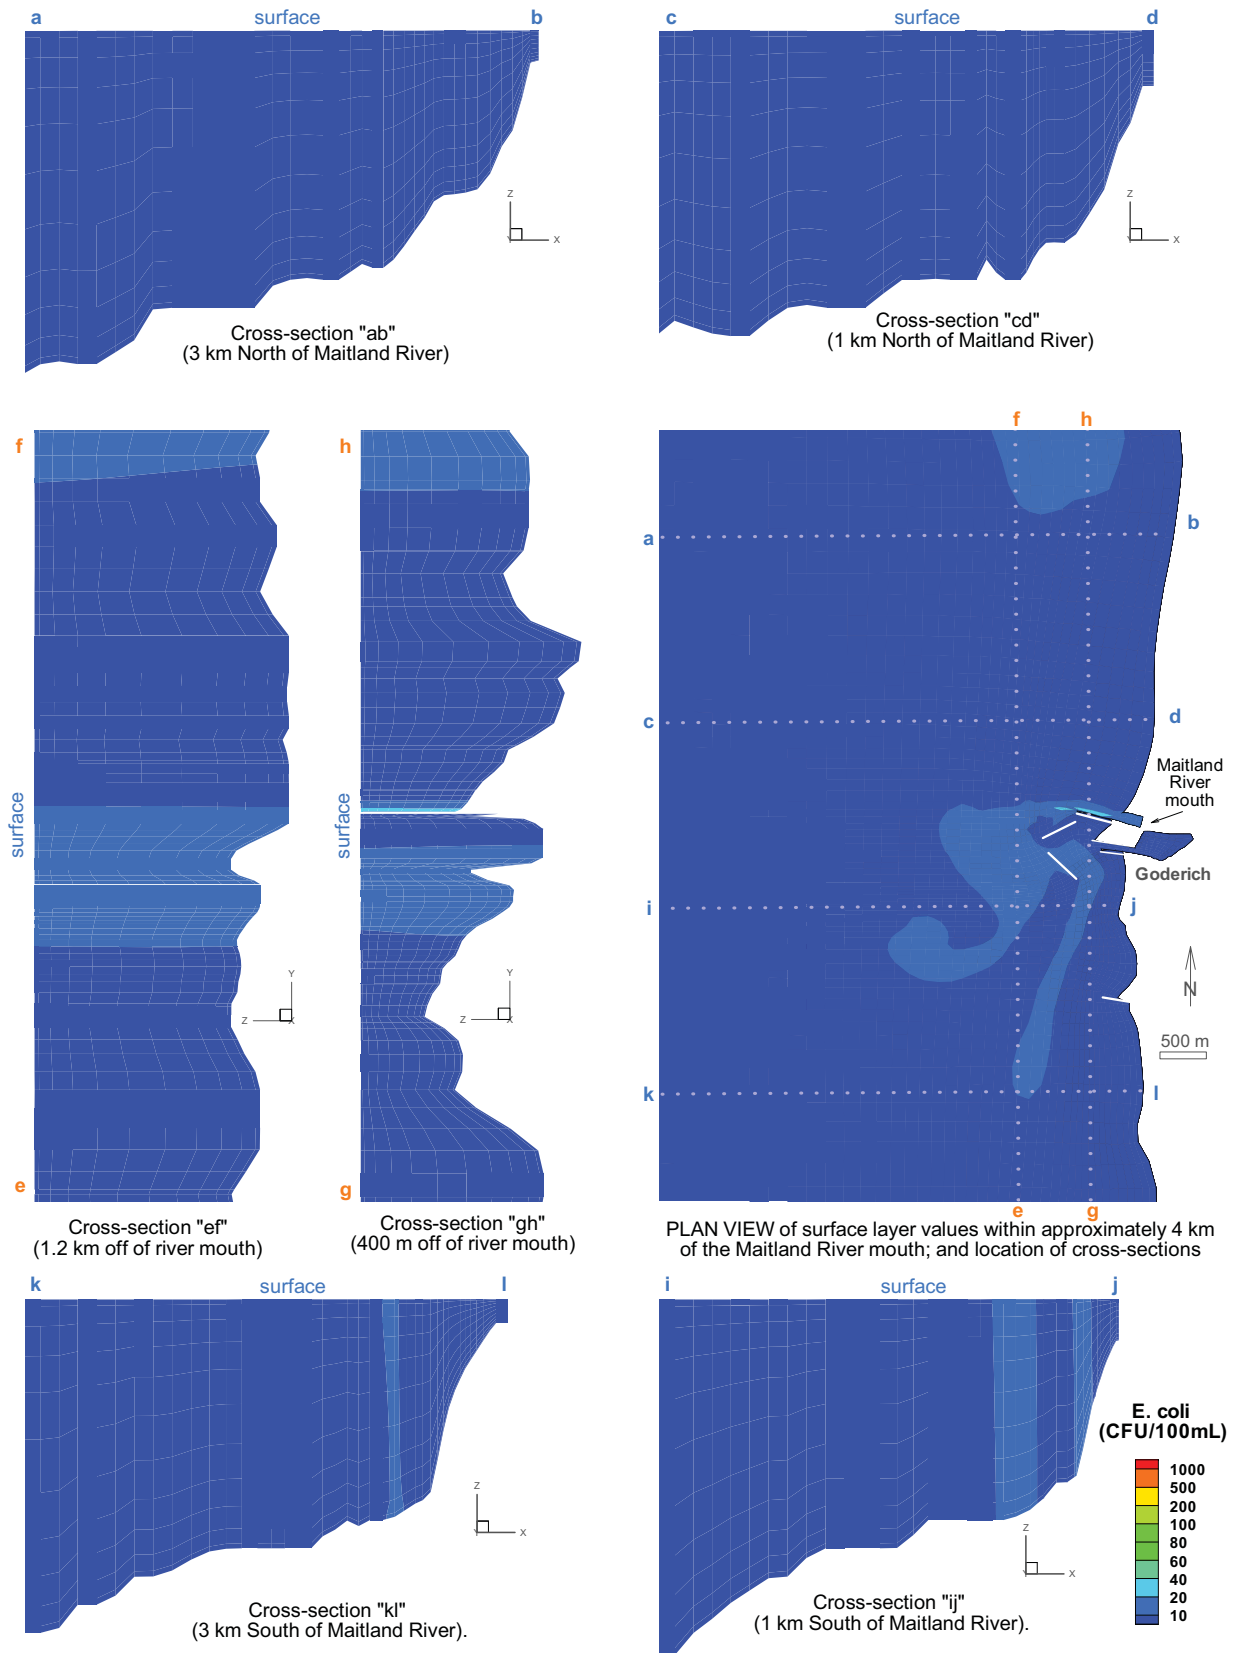 a surface b
c surface d
Z
X
Y
Cross-section "ab"
(3 km North of Maitland River)
Z
X
Y
Cross-section "cd"
(1 km North of Maitland River)
f
surface
e
Y
Z
X
Cross-section "ef"
(1.2 km off of river mouth)
h
surface
g
Y
Z
X
Cross-section "gh"
(400 m off of river mouth)
f h
a b
c d
Maitland
River
mouth
Goderich
i j
N
500 m
k l
e g
PLAN VIEW of surface layer values within approximately 4 km
of the Maitland River mouth; and location of cross-sections
k surface l
Z
X
Y
Cross-section "kl"
(3 km South of Maitland River).
i surface j
Z
X
Y
Cross-section "ij"
(1 km South of Maitland River).
E. coli
(CFU/100mL)
1000
500
200
100
80
60
40
20
10